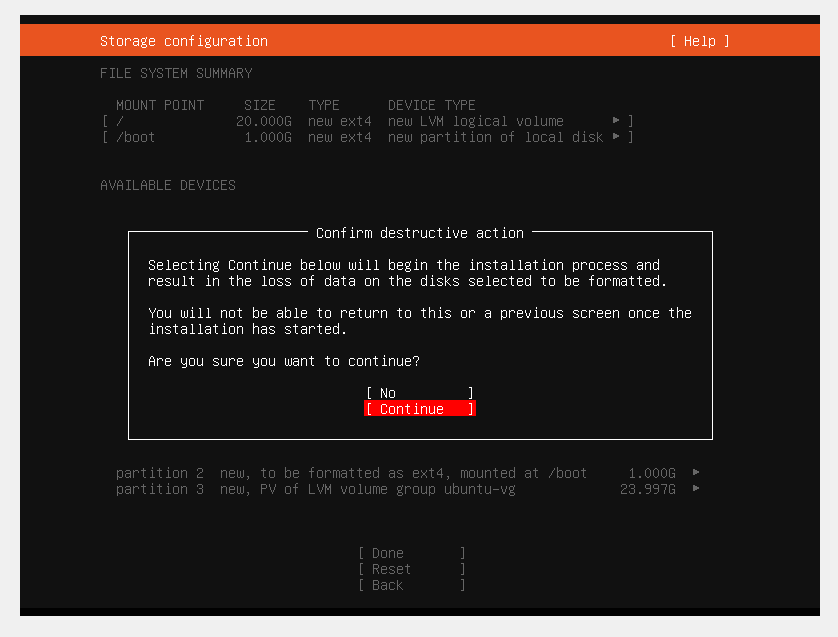 Storage configuration [ Help ]
FILE SYSTEM SUMMARY
MOUNT POINT SIZE TYPE DEVICE TYPE
[ / 20.000G new ext4 new LVM logical volume ▸ ]
[ /boot 1.000G new ext4 new partition of local disk ▸ ]
AVAILABLE DEVICES
Confirm destructive action
Selecting Continue below will begin the installation process and
result in the loss of data on the disks selected to be formatted.
You will not be able to return to this or a previous screen once the
installation has started.
Are you sure you want to continue?
[ No ]
[ Continue ]
partition 2 new, to be formatted as ext4, mounted at /boot 1.000G ▸
partition 3 new, PV of LVM volume group ubuntu-vg 23.997G ▸
[ Done ]
[ Reset ]
[ Back ]